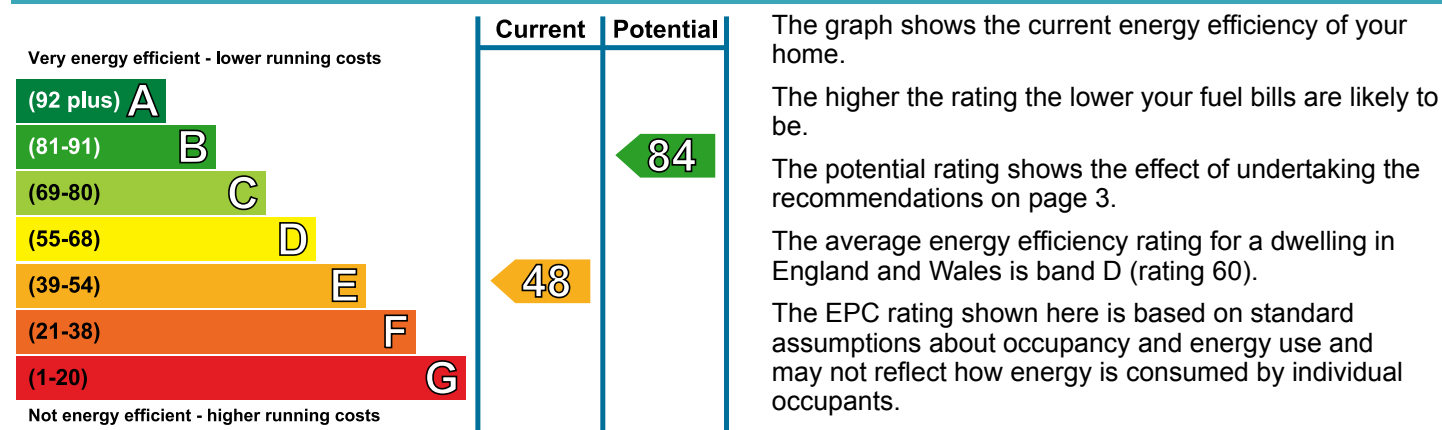 Current Potential
Very energy efficient - lower running costs
(92 plus) A
(81-91) B
84
(69-80) C
(55-68) D
(39-54) E
48
(21-38) F
(1-20) G
Not energy efficient - higher running costs
The graph shows the current energy efficiency of your
home.
The higher the rating the lower your fuel bills are likely to
be.
The potential rating shows the effect of undertaking the
recommendations on page 3.
The average energy efficiency rating for a dwelling in
England and Wales is band D (rating 60).
The EPC rating shown here is based on standard
assumptions about occupancy and energy use and
may not reflect how energy is consumed by individual
occupants.